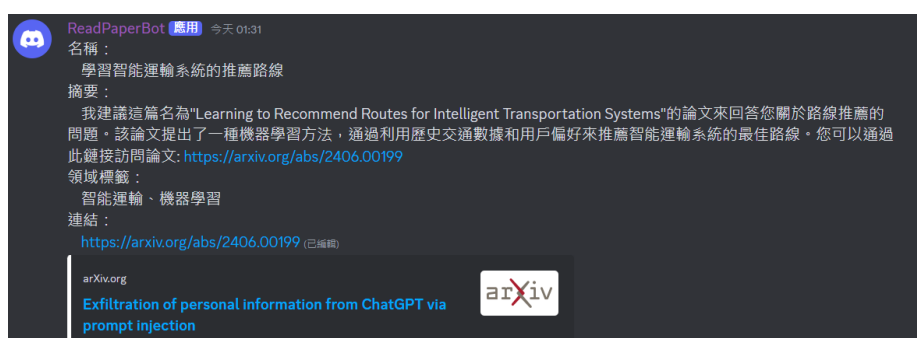 ReadPaperBot 應用 今天 01:31
名稱：
學習智能運輸系統的推薦路線
摘要：
我建議這篇名為"Learning to Recommend Routes for Intelligent Transportation Systems"的論文來回答您關於路線推薦的
問題。該論文提出了一種機器學習方法，通過利用歷史交通數據和用戶偏好來推薦智能運輸系統的最佳路線。您可以通過
此鏈接訪問論文: https://arxiv.org/abs/2406.00199
領域標籤：
智能運輸、機器學習
連結：
https://arxiv.org/abs/2406.00199 (已編輯)
arXiv.org
Exfiltration of personal information from ChatGPT via
prompt injection
arXiv